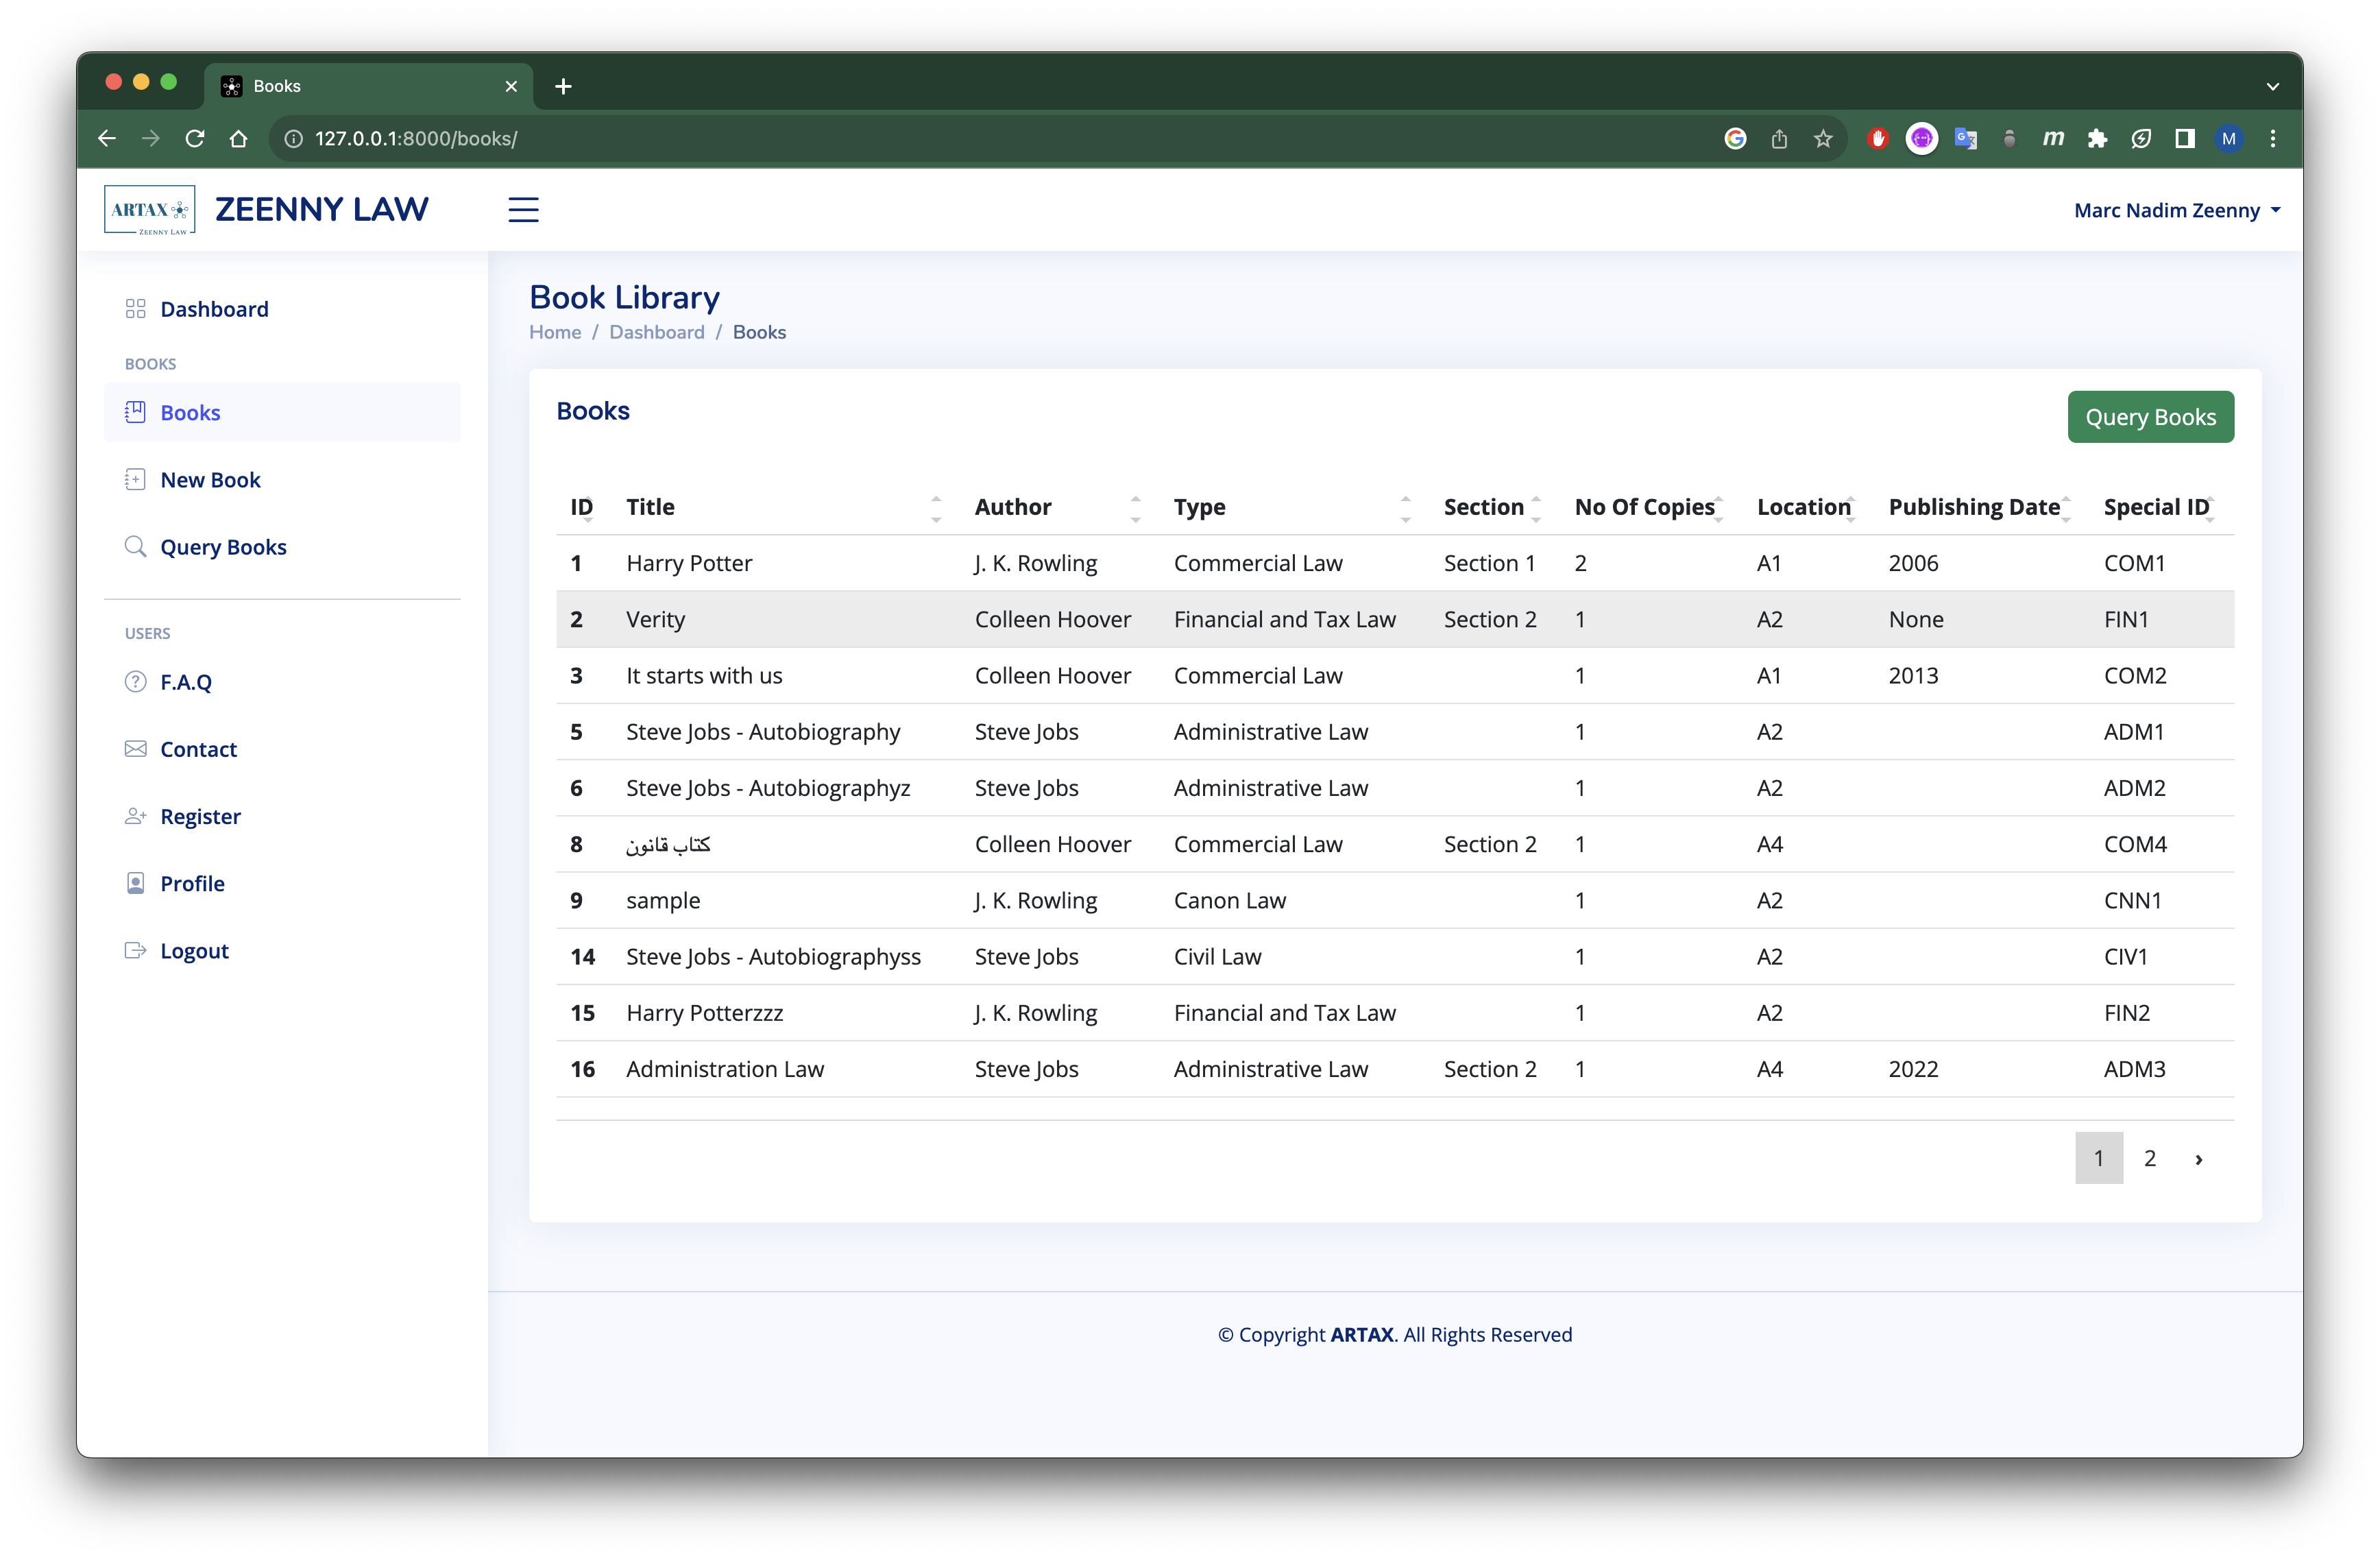 Books
127.0.0.1:8000/books/
M
ARTAX
ZEENNY LAW
ZEENNY LAW
Marc Nadim Zeenny
Dashboard
BOOKS
Books
New Book
Query Books
USERS
F.A.Q
Contact
Register
Profile
Logout
Book Library
Home / Dashboard / Books
Books
Query Books
ID Title Author Type Section No Of Copies Location Publishing Date Special ID
1 Harry Potter J. K. Rowling Commercial Law Section 1 2 A1 2006 COM1
2 Verity Colleen Hoover Financial and Tax Law Section 2 1 A2 None FIN1
3 It starts with us Colleen Hoover Commercial Law 1 A1 2013 COM2
5 Steve Jobs - Autobiography Steve Jobs Administrative Law 1 A2 ADM1
6 Steve Jobs - Autobiographyz Steve Jobs Administrative Law 1 A2 ADM2
8 كتاب قانون Colleen Hoover Commercial Law Section 2 1 A4 COM4
9 sample J. K. Rowling Canon Law 1 A2 CNN1
14 Steve Jobs - Autobiographyss Steve Jobs Civil Law 1 A2 CIV1
15 Harry Potterzzz J. K. Rowling Financial and Tax Law 1 A2 FIN2
16 Administration Law Steve Jobs Administrative Law Section 2 1 A4 2022 ADM3
1 2 ›
© Copyright ARTAX. All Rights Reserved